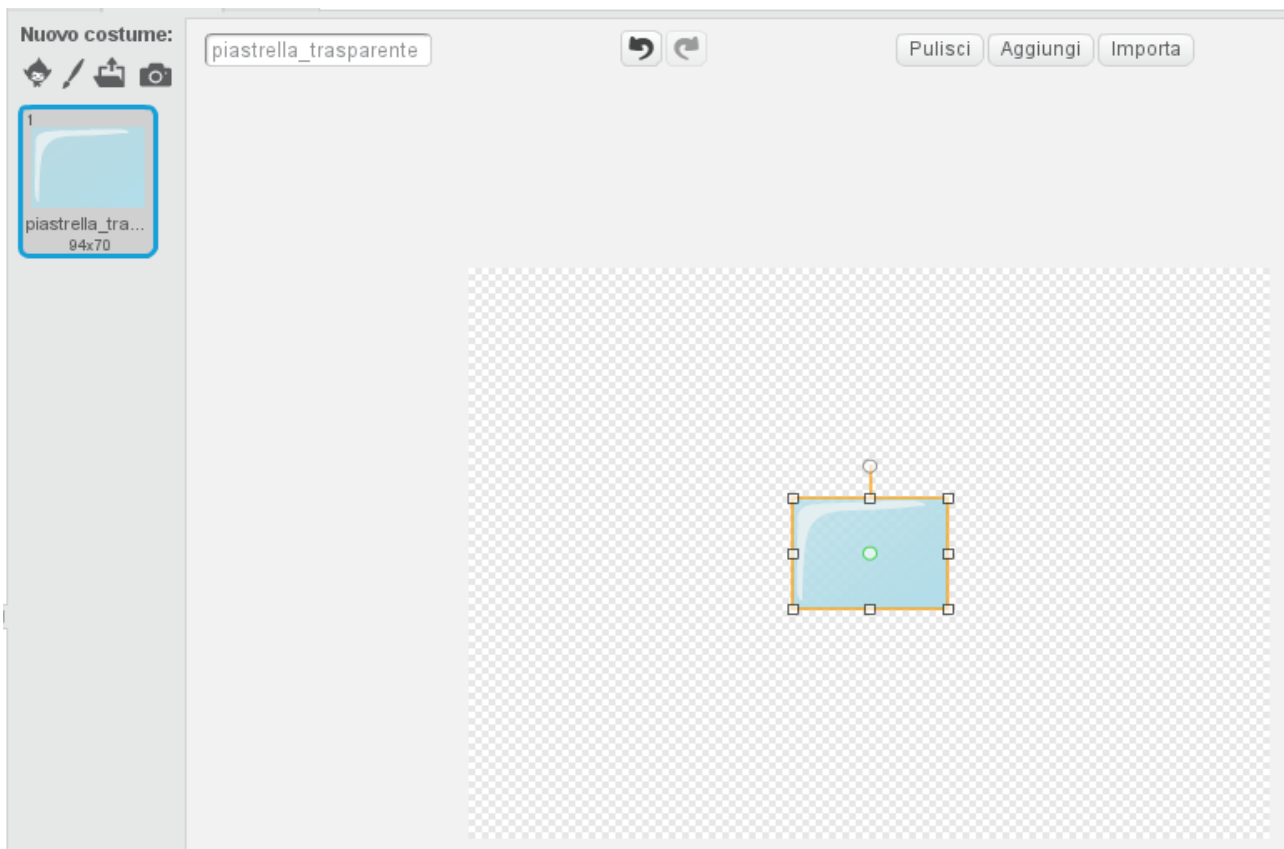 Nuovo costume:
piastrella_trasparente
Pulisci Aggiungi Importa
1
piastrella_tra...
94x70